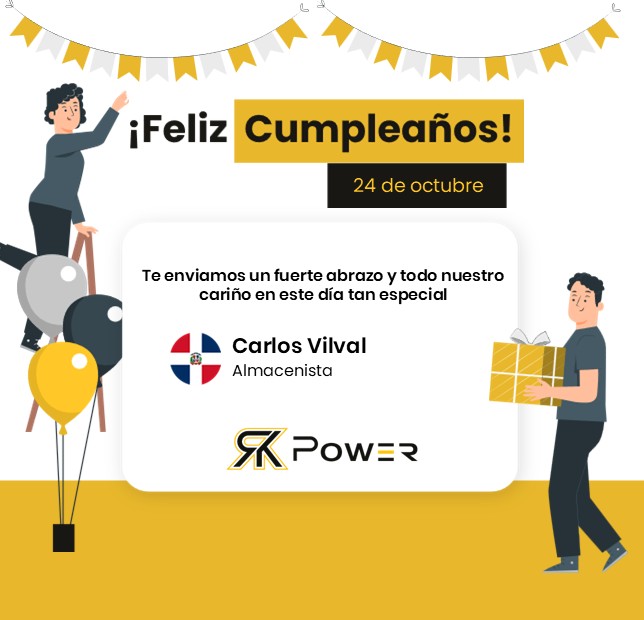 ¡Feliz Cumpleaños!
24 de octubre
Te enviamos un fuerte abrazo y todo nuestro
cariño en este día tan especial
Carlos Vilval
Almacenista
RK Power